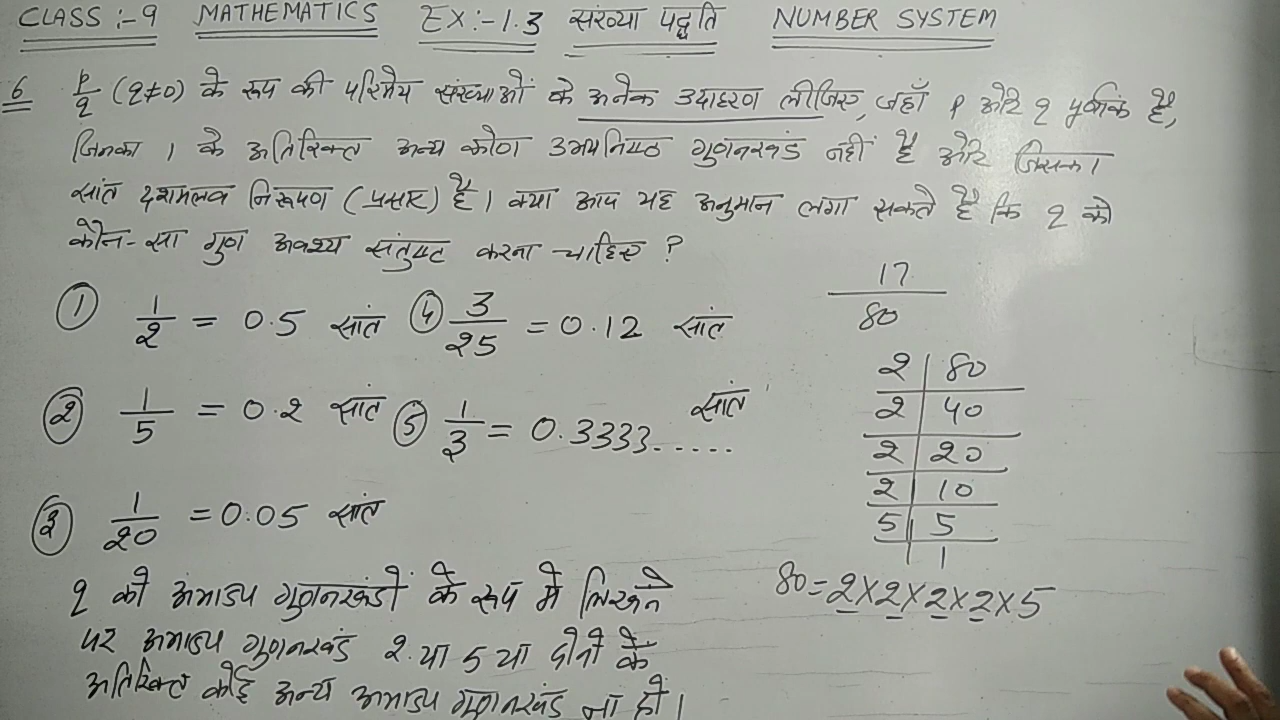 CLASS :- 9 MATHEMATICS EX:- 1.3 संख्या पद्धति NUMBER SYSTEM
6 p/q (q≠0) के रूप की परिमेय संख्याओं के अनेक उदाहरण लीजिए, जहाँ p और q पूर्णांक है,
जिनका 1 के अतिरिक्त अन्य कोई उभयनिष्ठ गुणनखंड नहीं है और जिसका
सांत दशमलव निरूपण (प्रसार) है। क्या आप यह अनुमान लगा सकते है कि q को
कौन-सा गुण अवश्य संतुष्ट करना चाहिए ?
① 1/2 = 0.5 सांत
② 1/5 = 0.2 सांत
③ 1/20 = 0.05 सांत
④ 3/25 = 0.12 सांत
⑤ 1/3 = 0.3333..... सांत
q को अभाज्य गुणनखंडों के रूप में लिखने
पर अभाज्य गुणनखंड 2 या 5 या दोनों के
अतिरिक्त कोई अन्य अभाज्य गुणनखंड ना हो।
17/80
2 | 80
2 | 40
2 | 20
2 | 10
5 | 5
| 1
80 = 2×2×2×2×5